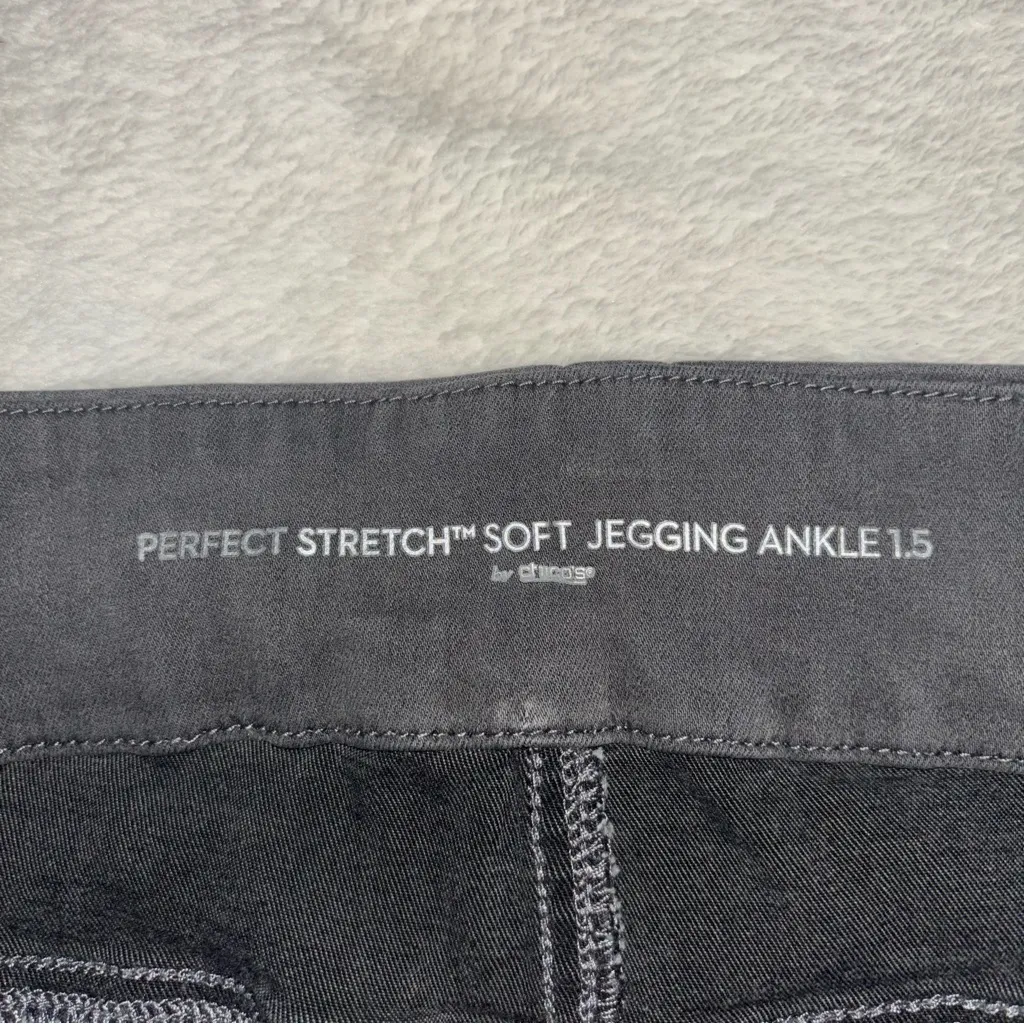 PERFECT STRETCH™ SOFT JEGGING ANKLE 1.5
by chico's®